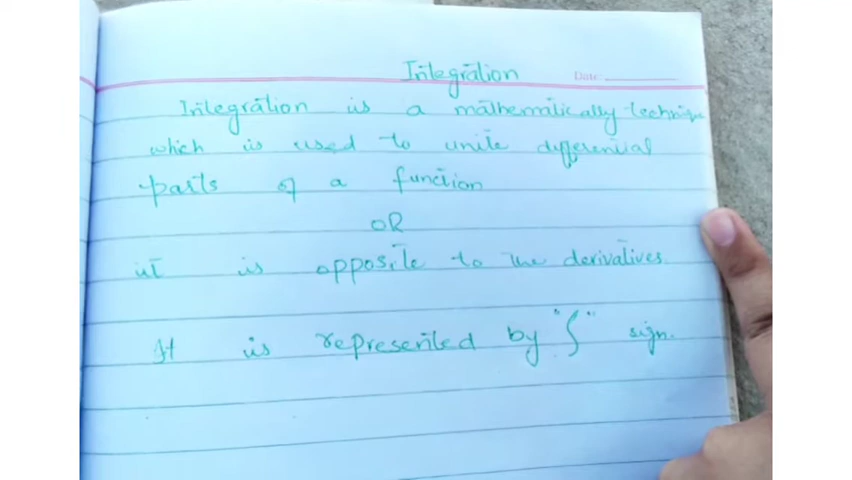 Integration
Date:
Integration is a mathematically technique
which is used to unite differential
parts of a function
OR
it is opposite to the derivatives.
It is represented by "∫" sign.